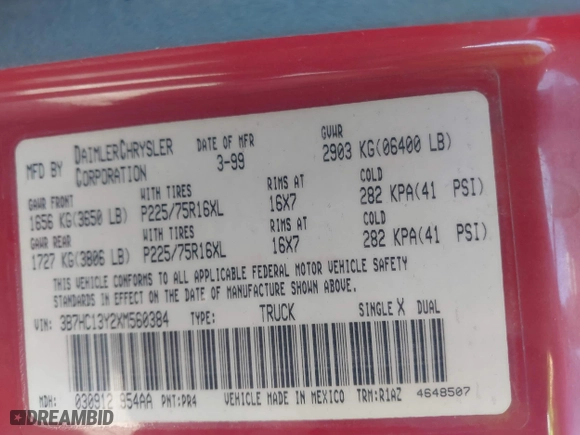 MFD BY DAIMLERCHRYSLER CORPORATION DATE OF MFR 3-99 GVWR 2903 KG(06400 LB)
GAWR FRONT WITH TIRES RIMS AT COLD
1656 KG(3650 LB) P225/75R16XL 16X7 282 KPA(41 PSI)
GAWR REAR WITH TIRES RIMS AT COLD
1727 KG(3806 LB) P225/75R16XL 16X7 282 KPA(41 PSI)
THIS VEHICLE CONFORMS TO ALL APPLICABLE FEDERAL MOTOR VEHICLE SAFETY
STANDARDS IN EFFECT ON THE DATE OF MANUFACTURE SHOWN ABOVE.
VIN: 3B7HC13Y2XM560384 TYPE: TRUCK SINGLE X DUAL
MDH: 030912 954AA PNT:PR4 VEHICLE MADE IN MEXICO TRM:R1AZ 4648507
DREAMBID